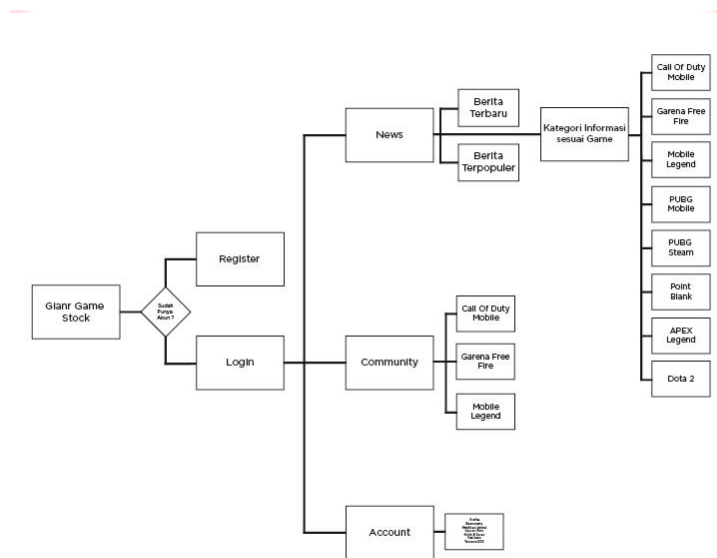 Gianr Game
Stock
Sudah
Punya
Akun ?
Register
Login
News
Berita
Terbaru
Berita
Terpopuler
Kategori Informasi
sesuai Game
Call Of Duty
Mobile
Garena Free
Fire
Mobile
Legend
PUBG
Mobile
PUBG
Steam
Point
Blank
APEX
Legend
Dota 2
Community
Call Of Duty
Mobile
Garena Free
Fire
Mobile
Legend
Account